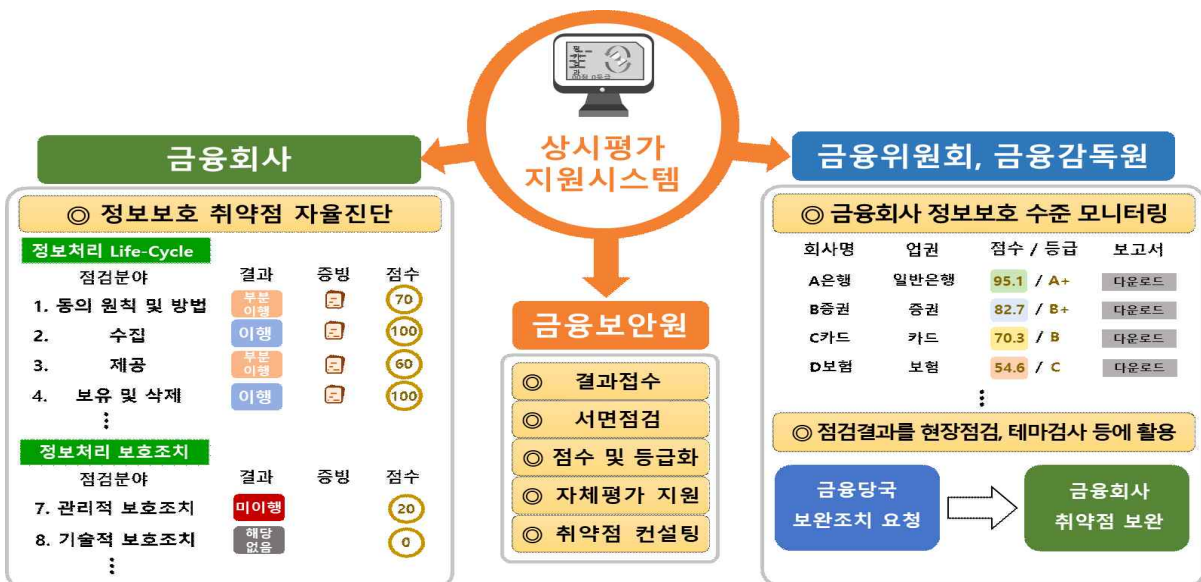 상시평가
지원시스템
금융회사
◎ 정보보호 취약점 자율진단
정보처리 Life-Cycle
점검분야 결과 증빙 점수
1. 동의 원칙 및 방법 부분 이행 70
2. 수집 이행 100
3. 제공 부분 이행 60
4. 보유 및 삭제 이행 100
⋮
정보처리 보호조치
점검분야 결과 증빙 점수
7. 관리적 보호조치 미이행 20
8. 기술적 보호조치 해당 없음 0
⋮
금융보안원
◎ 결과접수
◎ 서면점검
◎ 점수 및 등급화
◎ 자체평가 지원
◎ 취약점 컨설팅
금융위원회, 금융감독원
◎ 금융회사 정보보호 수준 모니터링
회사명 업권 점수 / 등급 보고서
A은행 일반은행 95.1 / A+ 다운로드
B증권 증권 82.7 / B+ 다운로드
C카드 카드 70.3 / B 다운로드
D보험 보험 54.6 / C 다운로드
⋮
◎ 점검결과를 현장점검, 테마검사 등에 활용
금융당국
보완조치 요청
금융회사
취약점 보완